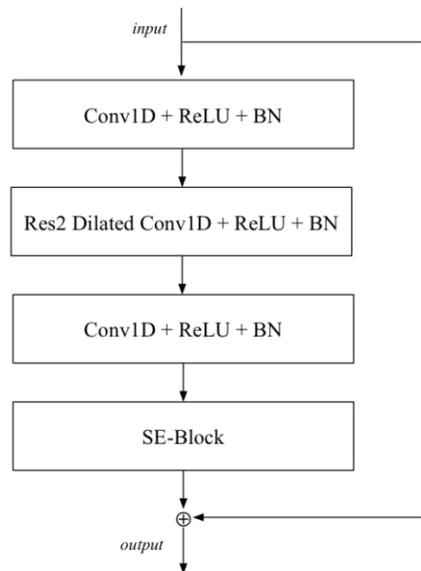 input
Conv1D + ReLU + BN
Res2 Dilated Conv1D + ReLU + BN
Conv1D + ReLU + BN
SE-Block
output